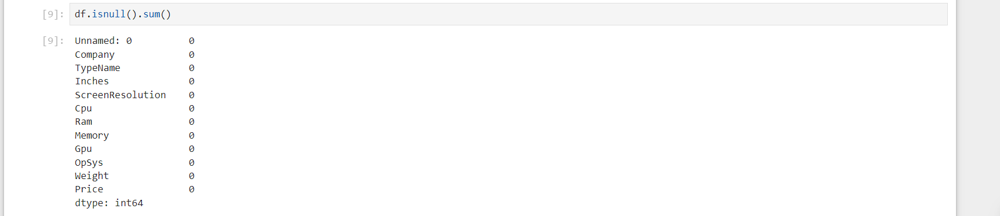 [9]: df.isnull().sum()
[9]: Unnamed: 0 0
Company 0
TypeName 0
Inches 0
ScreenResolution 0
Cpu 0
Ram 0
Memory 0
Gpu 0
OpSys 0
Weight 0
Price 0
dtype: int64